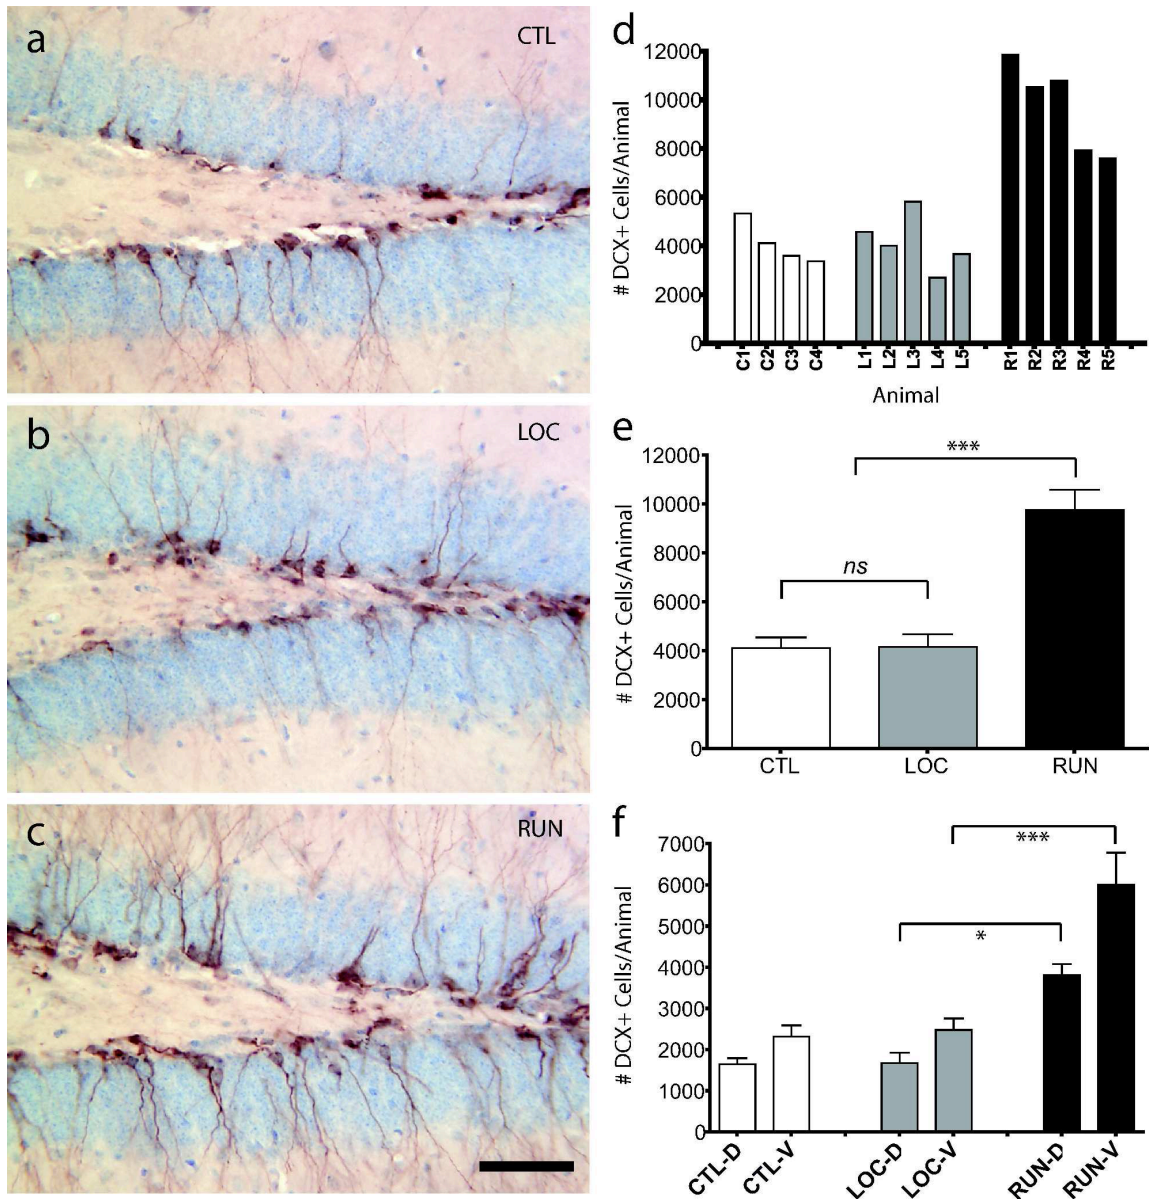 a
CTL
b
LOC
c
RUN
d
# DCX+ Cells/Animal
12000
10000
8000
6000
4000
2000
0
C1 C2 C3 C4 L1 L2 L3 L4 L5 R1 R2 R3 R4 R5
Animal
e
# DCX+ Cells/Animal
12000
10000
8000
6000
4000
2000
0
***
ns
CTL LOC RUN
f
# DCX+ Cells/Animal
7000
6000
5000
4000
3000
2000
1000
0
***
*
CTL-D CTL-V LOC-D LOC-V RUN-D RUN-V